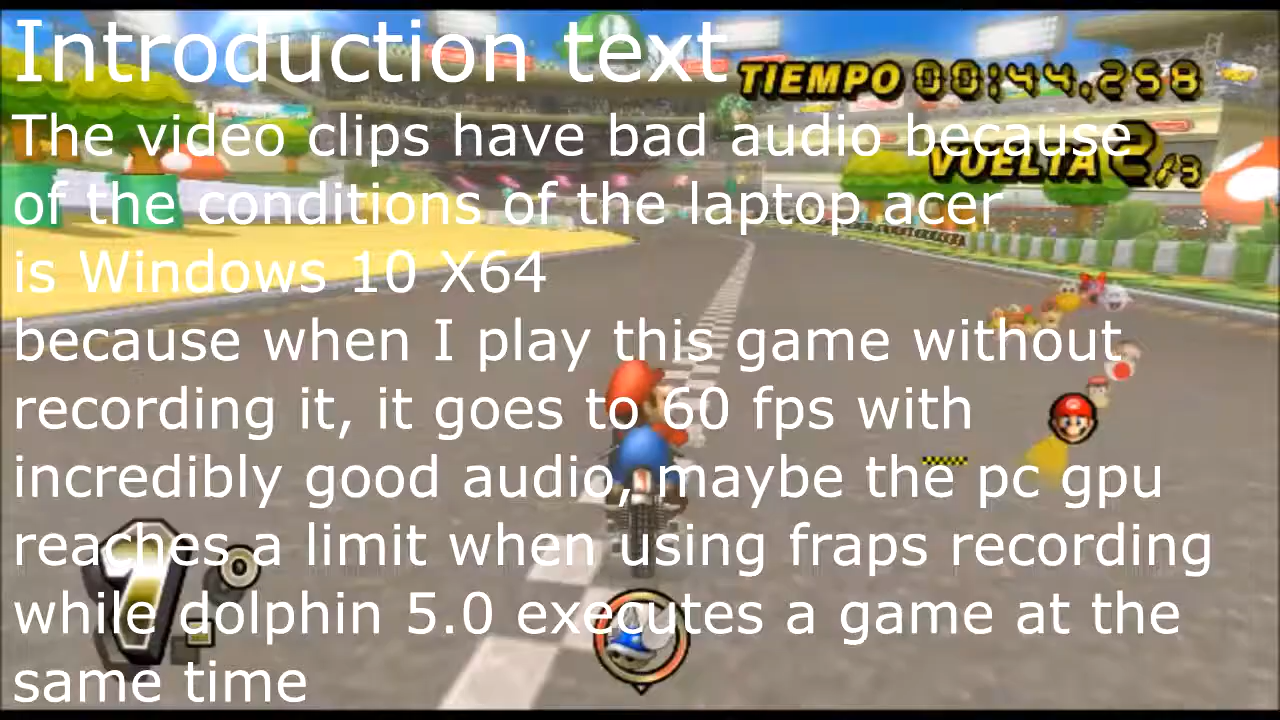 Introduction text
TIEMPO 00:44.258
The video clips have bad audio because
VUELTA 2/3
of the conditions of the laptop acer
is Windows 10 X64
because when I play this game without
recording it, it goes to 60 fps with
incredibly good audio, maybe the pc gpu
reaches a limit when using fraps recording
while dolphin 5.0 executes a game at the
same time
1º